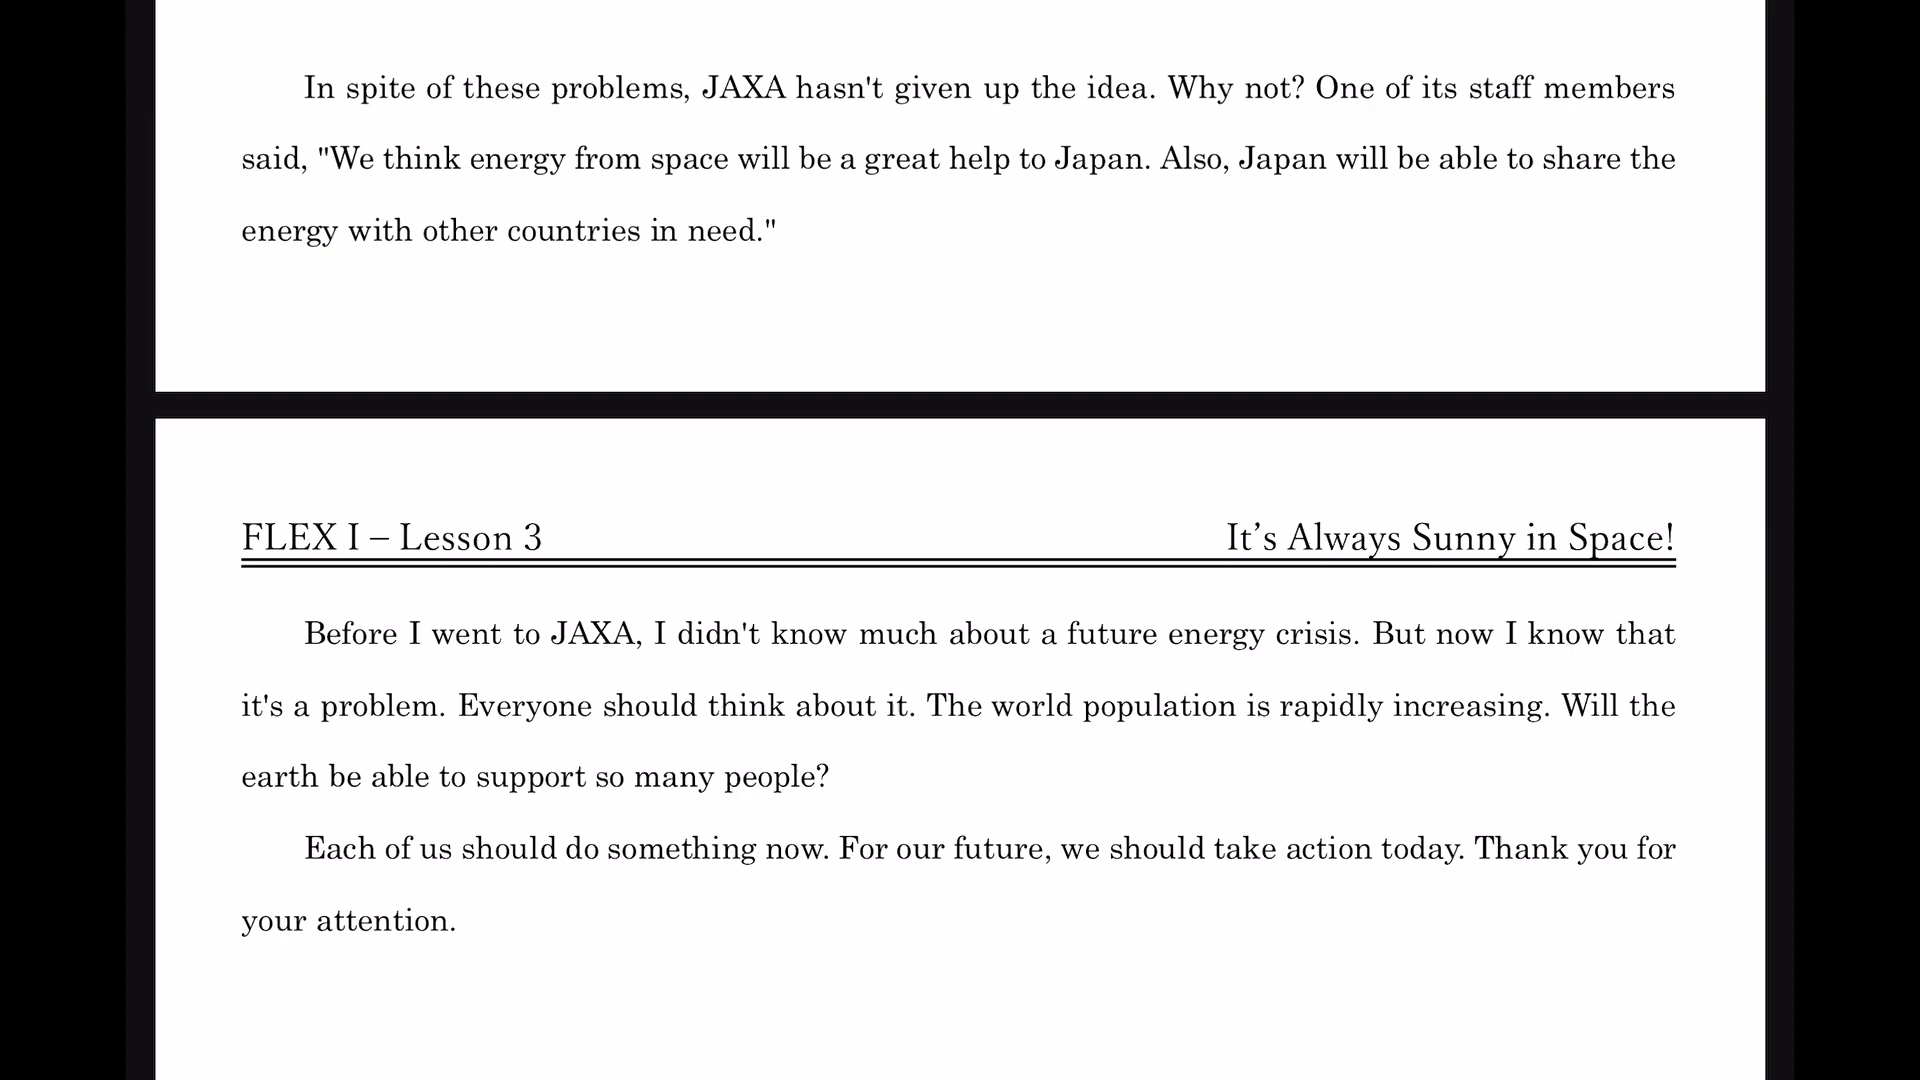 In spite of these problems, JAXA hasn't given up the idea. Why not? One of its staff members
said, "We think energy from space will be a great help to Japan. Also, Japan will be able to share the
energy with other countries in need."
FLEX I – Lesson 3 It’s Always Sunny in Space!
Before I went to JAXA, I didn't know much about a future energy crisis. But now I know that
it's a problem. Everyone should think about it. The world population is rapidly increasing. Will the
earth be able to support so many people?
Each of us should do something now. For our future, we should take action today. Thank you for
your attention.